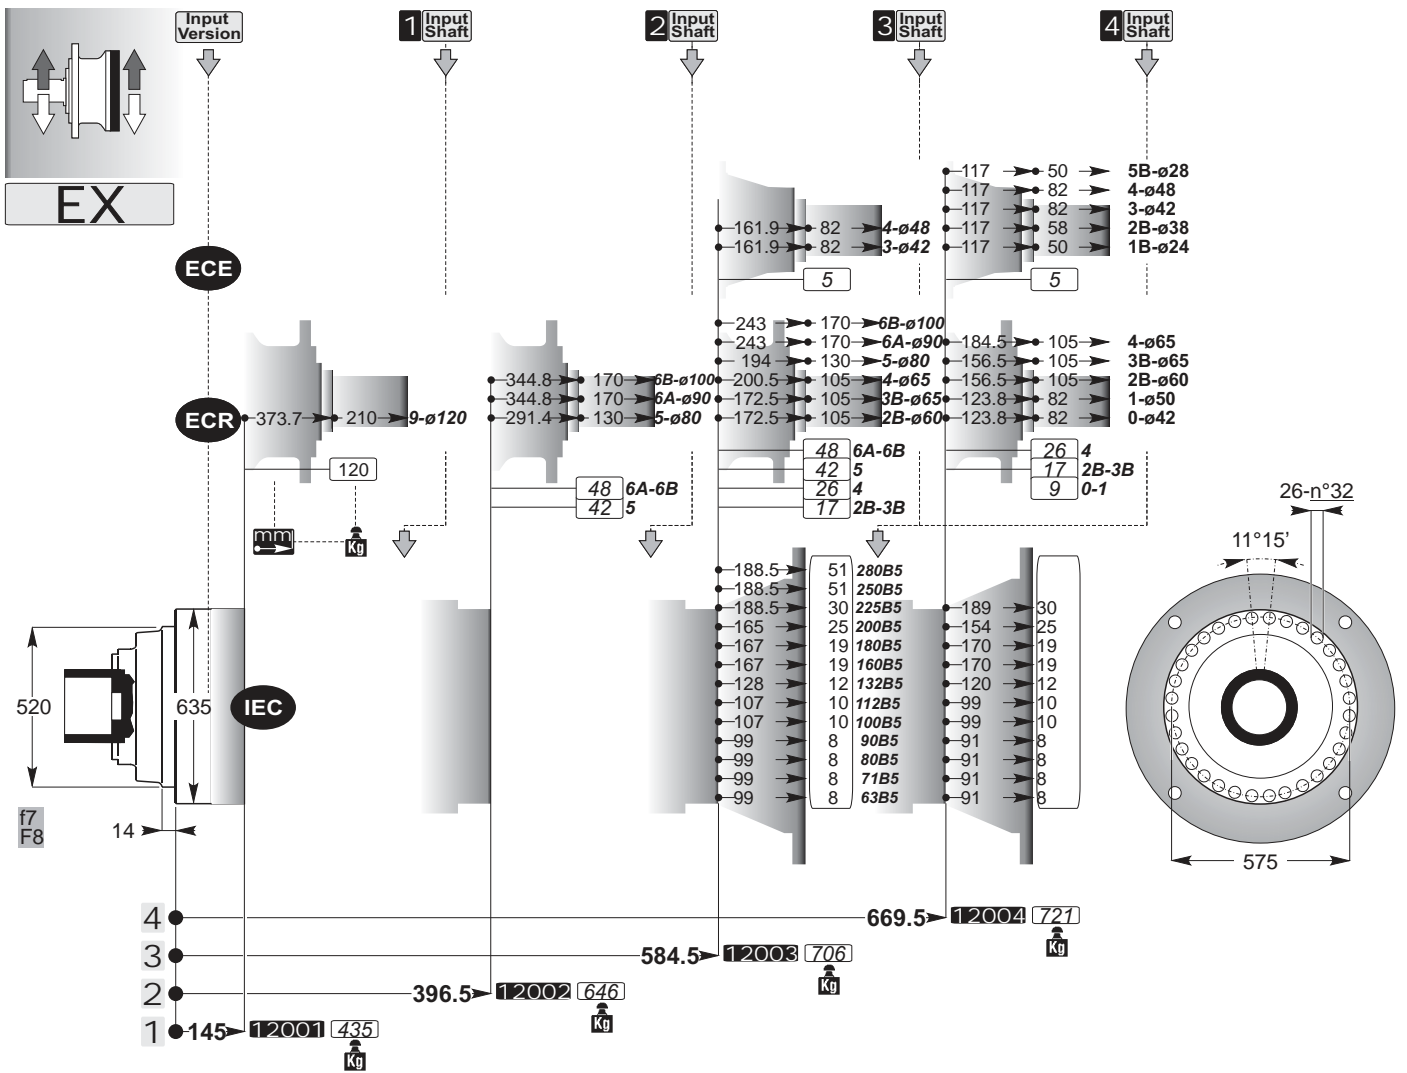 Input
Version
1 Input
Shaft
2 Input
Shaft
3 Input
Shaft
4 Input
Shaft
EX
ECE
161.9 82 4-ø48
161.9 82 3-ø42
5
117 50 5B-ø28
117 82 4-ø48
117 82 3-ø42
117 58 2B-ø38
117 50 1B-ø24
5
ECR
373.7 210 9-ø120
120
mm
Kg
344.8 170 6B-ø100
344.8 170 6A-ø90
291.4 130 5-ø80
48 6A-6B
42 5
243 170 6B-ø100
243 170 6A-ø90
194 130 5-ø80
200.5 105 4-ø65
172.5 105 3B-ø65
172.5 105 2B-ø60
48 6A-6B
42 5
26 4
17 2B-3B
184.5 105 4-ø65
156.5 105 3B-ø65
156.5 105 2B-ø60
123.8 82 1-ø50
123.8 82 0-ø42
26 4
17 2B-3B
9 0-1
IEC
188.5 51 280B5
188.5 51 250B5
188.5 30 225B5 189 30
165 25 200B5 154 25
167 19 180B5 170 19
167 19 160B5 170 19
128 12 132B5 120 12
107 10 112B5 99 10
107 10 100B5 99 10
99 8 90B5 91 8
99 8 80B5 91 8
99 8 71B5 91 8
99 8 63B5 91 8
520
635
f7
F8
14
26-n°32
11°15’
575
4 669.5 12004 721
Kg
3 584.5 12003 706
Kg
2 396.5 12002 646
Kg
1 145 12001 435
Kg